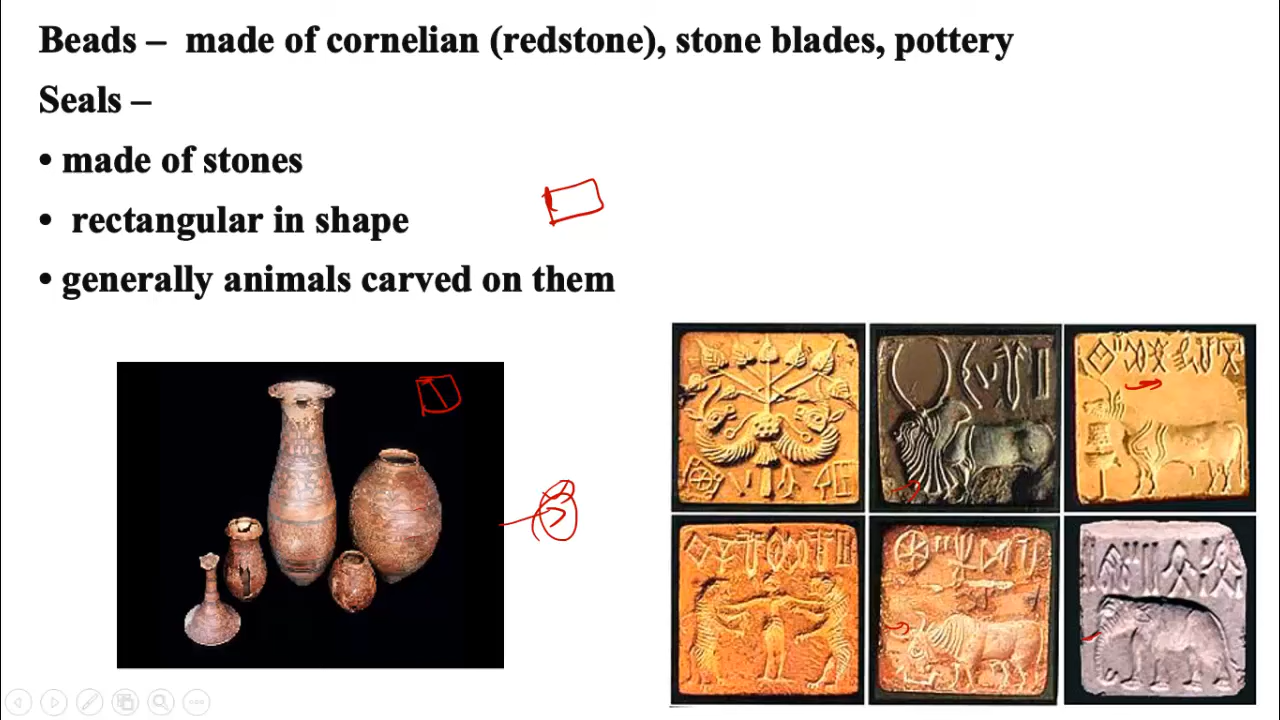 Beads – made of cornelian (redstone), stone blades, pottery
Seals –
• made of stones
• rectangular in shape
• generally animals carved on them